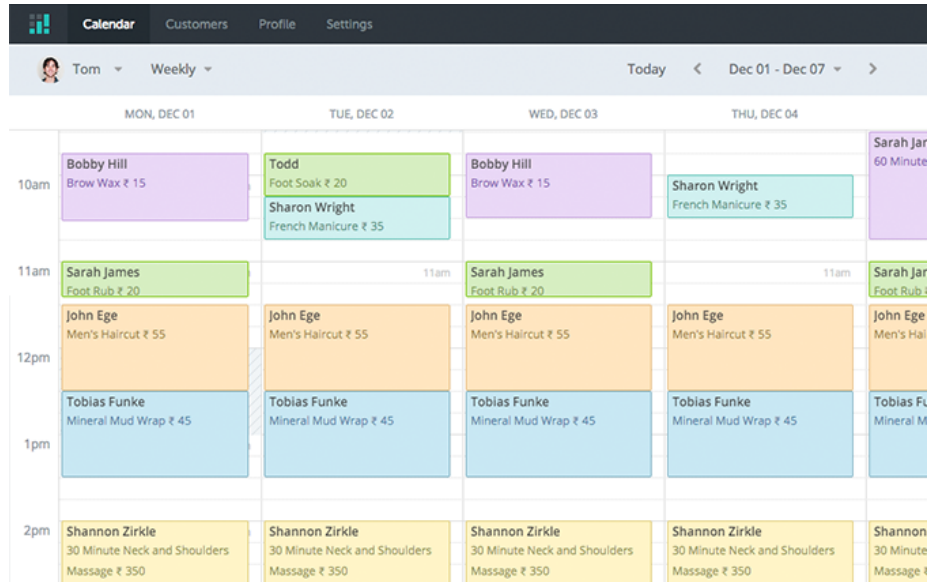 Calendar Customers Profile Settings
Tom Weekly Today Dec 01 - Dec 07
MON, DEC 01 TUE, DEC 02 WED, DEC 03 THU, DEC 04
10am
11am
12pm
1pm
2pm
Bobby Hill
Brow Wax ₹ 15
Sarah James
Foot Rub ₹ 20
John Ege
Men's Haircut ₹ 55
Tobias Funke
Mineral Mud Wrap ₹ 45
Shannon Zirkle
30 Minute Neck and Shoulders
Massage ₹ 350
Todd
Foot Soak ₹ 20
Sharon Wright
French Manicure ₹ 35
11am
John Ege
Men's Haircut ₹ 55
Tobias Funke
Mineral Mud Wrap ₹ 45
Shannon Zirkle
30 Minute Neck and Shoulders
Massage ₹ 350
Bobby Hill
Brow Wax ₹ 15
Sarah James
Foot Rub ₹ 20
John Ege
Men's Haircut ₹ 55
Tobias Funke
Mineral Mud Wrap ₹ 45
Shannon Zirkle
30 Minute Neck and Shoulders
Massage ₹ 350
Sharon Wright
French Manicure ₹ 35
11am
John Ege
Men's Haircut ₹ 55
Tobias Funke
Mineral Mud Wrap ₹ 45
Shannon Zirkle
30 Minute Neck and Shoulders
Massage ₹ 350
Sarah
60 Minute
Sarah
Foot Rub
John Ege
Men's
Tobias
Mineral
Shannon
30 Minute
Massage